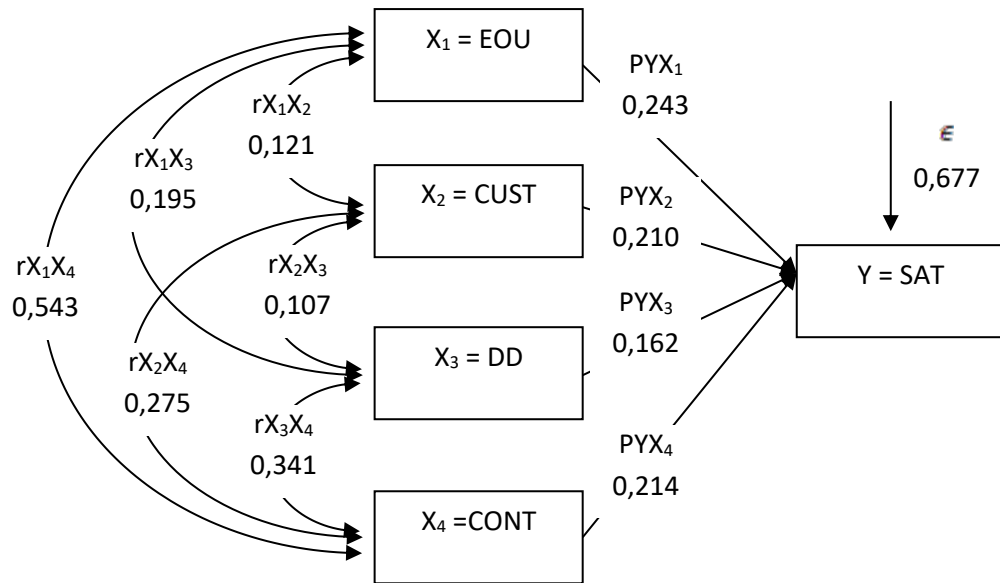 X₁ = EOU
PYX₁
0,243
rX₁X₂
0,121
ϵ
0,677
rX₁X₃
0,195
X₂ = CUST
PYX₂
0,210
rX₁X₄
0,543
rX₂X₃
0,107
Y = SAT
PYX₃
0,162
rX₂X₄
0,275
X₃ = DD
rX₃X₄
0,341
PYX₄
0,214
X₄ =CONT